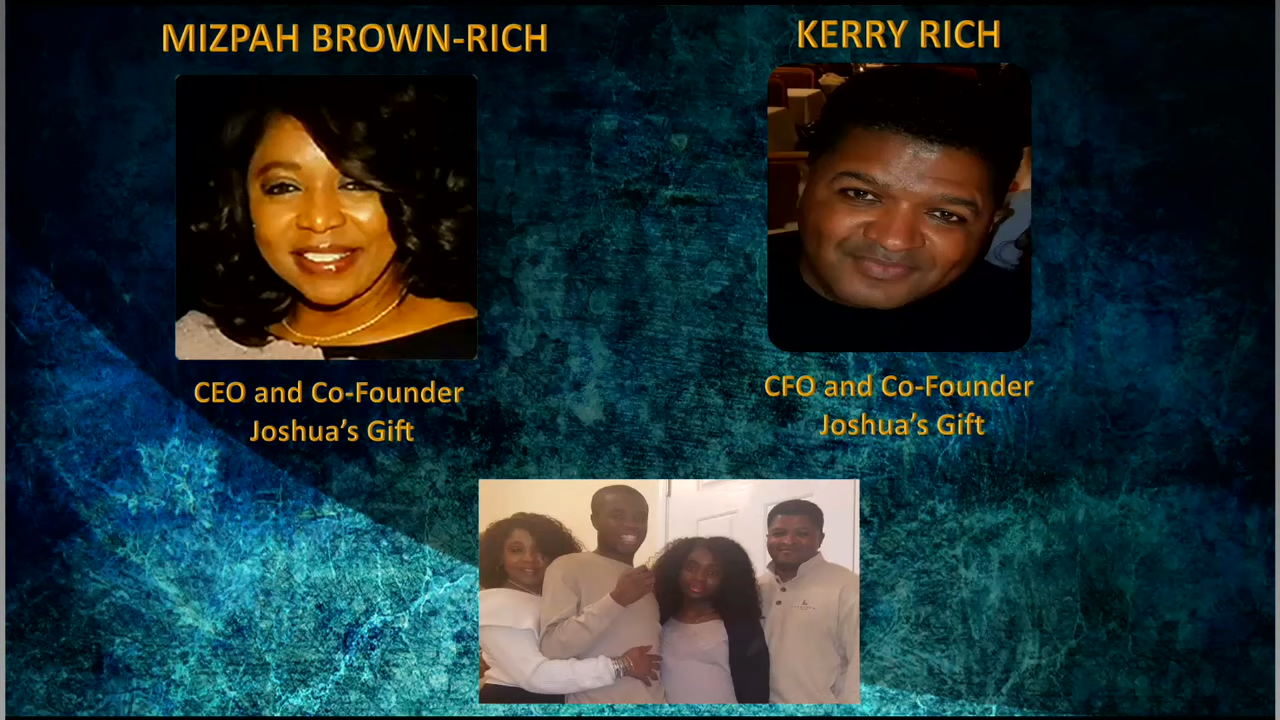 MIZPAH BROWN-RICH
KERRY RICH
CEO and Co-Founder
Joshua’s Gift
CFO and Co-Founder
Joshua’s Gift